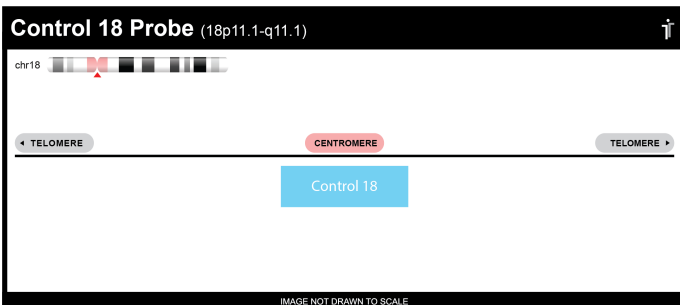 Control 18 Probe (18p11.1-q11.1)
chr18
TELOMERE
CENTROMERE
TELOMERE
Control 18
IMAGE NOT DRAWN TO SCALE